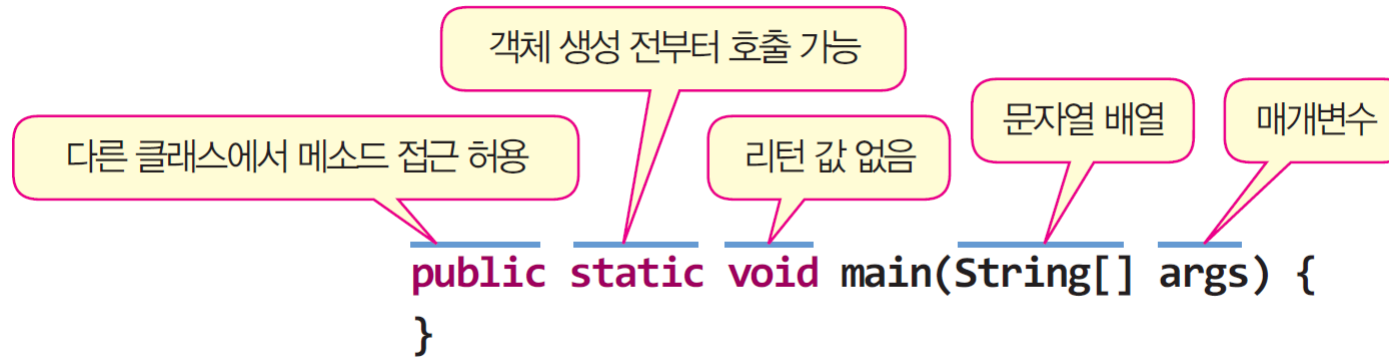 객체 생성 전부터 호출 가능
다른 클래스에서 메소드 접근 허용
리턴 값 없음
문자열 배열
매개변수
public static void main(String[] args) {
}